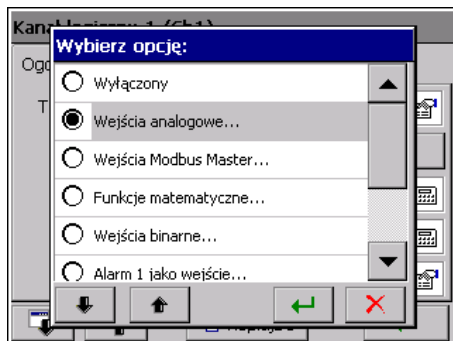 Wybierz opcję:
Wyłączony
Wejścia analogowe...
Wejścia Modbus Master...
Funkcje matematyczne...
Wejścia binarne...
Alarm 1 jako wejście...